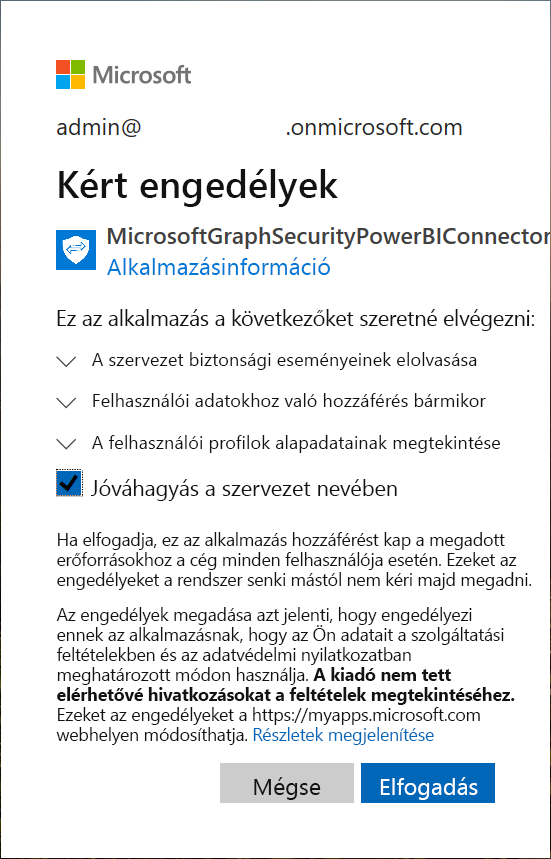 Microsoft
admin@ .onmicrosoft.com
Kért engedélyek
MicrosoftGraphSecurityPowerBIConnector
Alkalmazásinformáció
Ez az alkalmazás a következőket szeretné elvégezni:
A szervezet biztonsági eseményeinek elolvasása
Felhasználói adatokhoz való hozzáférés bármikor
A felhasználói profilok alapadatainak megtekintése
Jóváhagyás a szervezet nevében
Ha elfogadja, ez az alkalmazás hozzáférést kap a megadott
erőforrásokhoz a cég minden felhasználója esetén. Ezeket az
engedélyeket a rendszer senki mástól nem kéri majd megadni.
Az engedélyek megadása azt jelenti, hogy engedélyezi
ennek az alkalmazásnak, hogy az Ön adatait a szolgáltatási
feltételekben és az adatvédelmi nyilatkozatban
meghatározott módon használja. A kiadó nem tett
elérhetővé hivatkozásokat a feltételek megtekintéséhez.
Ezeket az engedélyeket a https://myapps.microsoft.com
webhelyen módosíthatja. Részletek megjelenítése
Mégse
Elfogadás